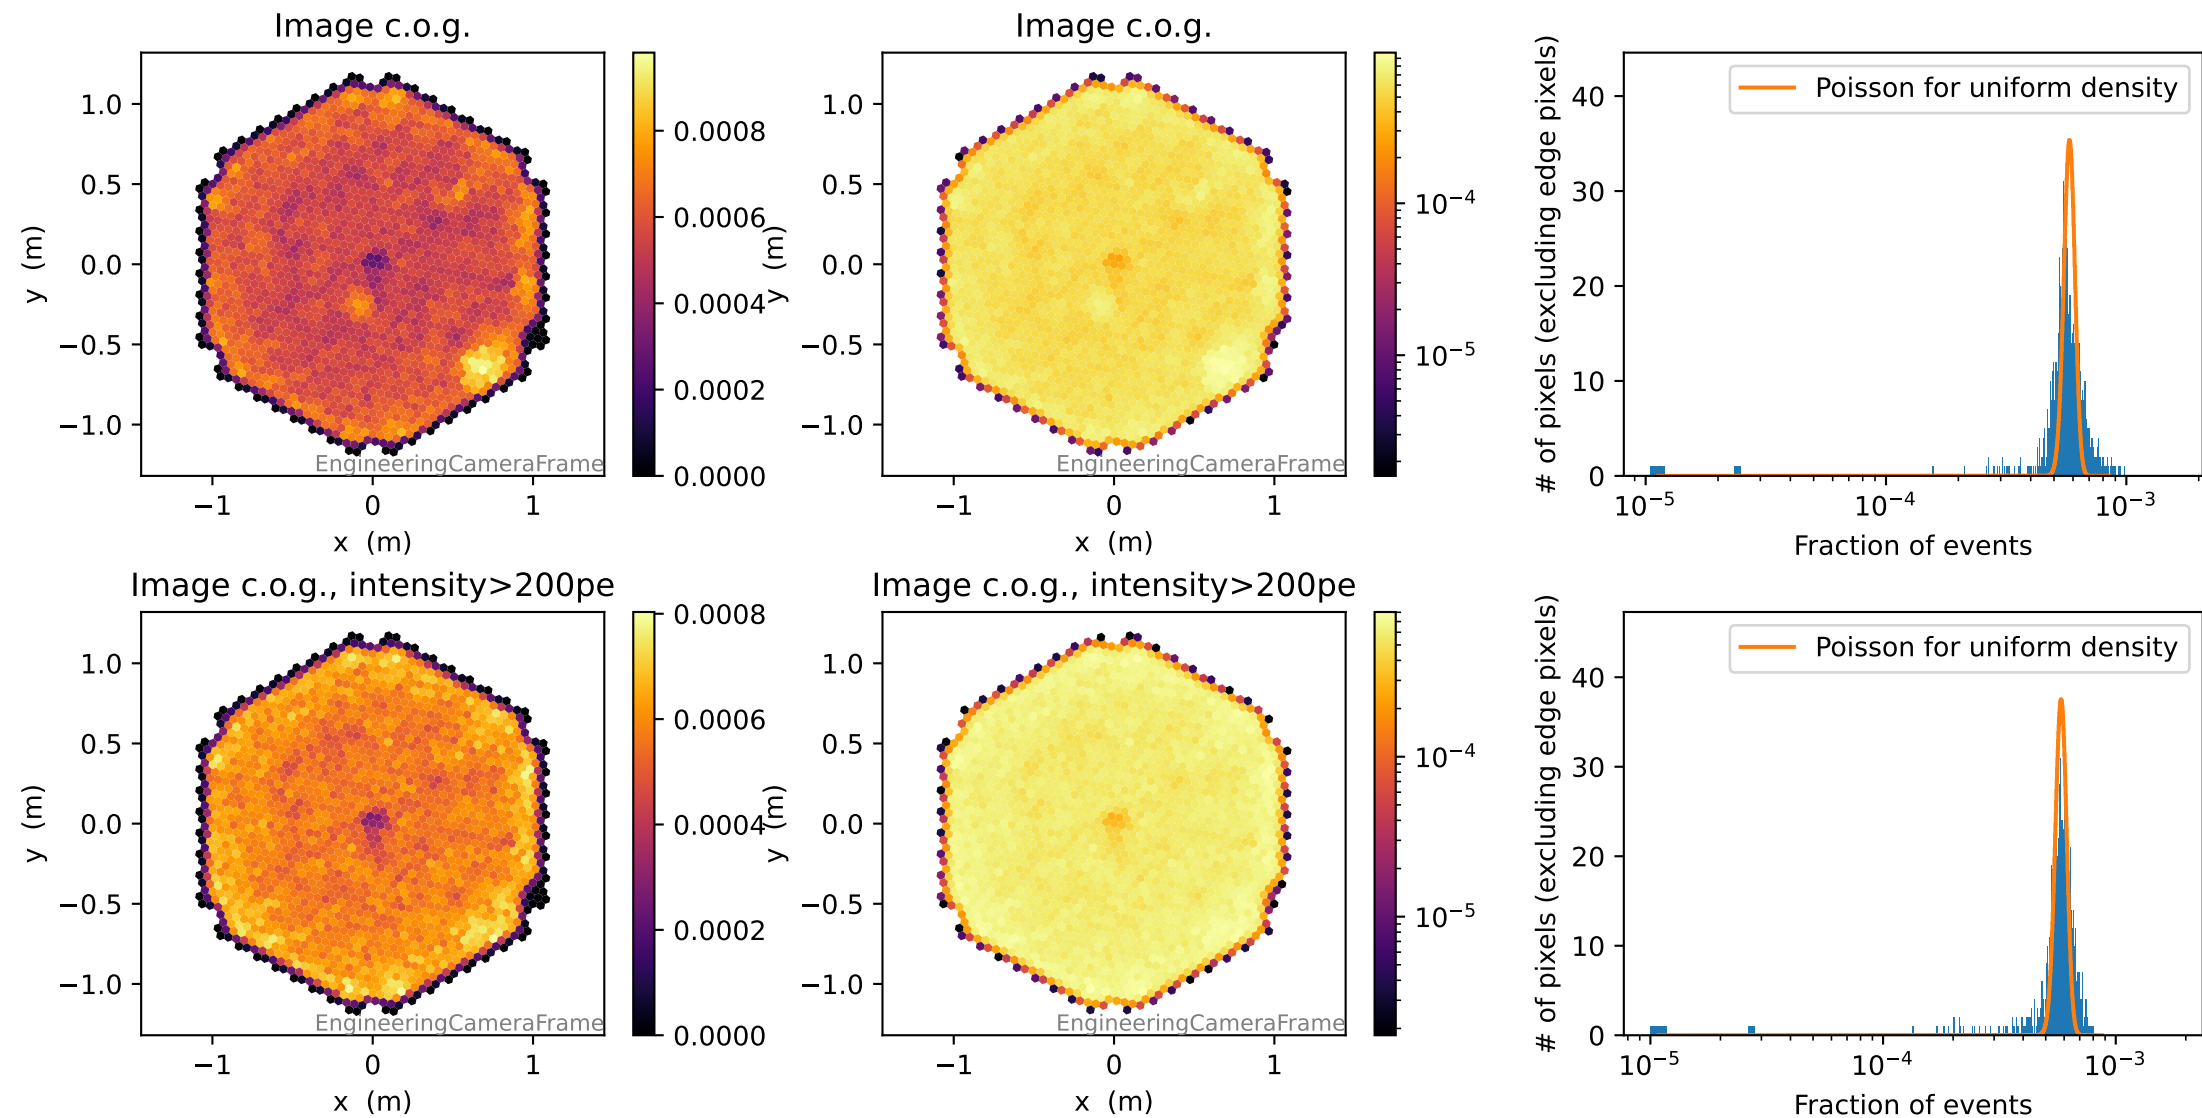 Image c.o.g.
1.0
0.5
0.0
−0.5
−1.0
y (m)
−1
0
1
x (m)
EngineeringCameraFrame
0.0008
0.0006
0.0004
0.0002
0.0000
Image c.o.g.
1.0
0.5
0.0
−0.5
−1.0
y (m)
−1
0
1
x (m)
EngineeringCameraFrame
10⁻⁴
10⁻⁵
Poisson for uniform density
# of pixels (excluding edge pixels)
40
30
20
10
0
10⁻⁵
10⁻⁴
10⁻³
Fraction of events
Image c.o.g., intensity>200pe
1.0
0.5
0.0
−0.5
−1.0
y (m)
−1
0
1
x (m)
EngineeringCameraFrame
0.0008
0.0006
0.0004
0.0002
0.0000
Image c.o.g., intensity>200pe
1.0
0.5
0.0
−0.5
−1.0
y (m)
−1
0
1
x (m)
EngineeringCameraFrame
10⁻⁴
10⁻⁵
Poisson for uniform density
# of pixels (excluding edge pixels)
40
30
20
10
0
10⁻⁵
10⁻⁴
10⁻³
Fraction of events